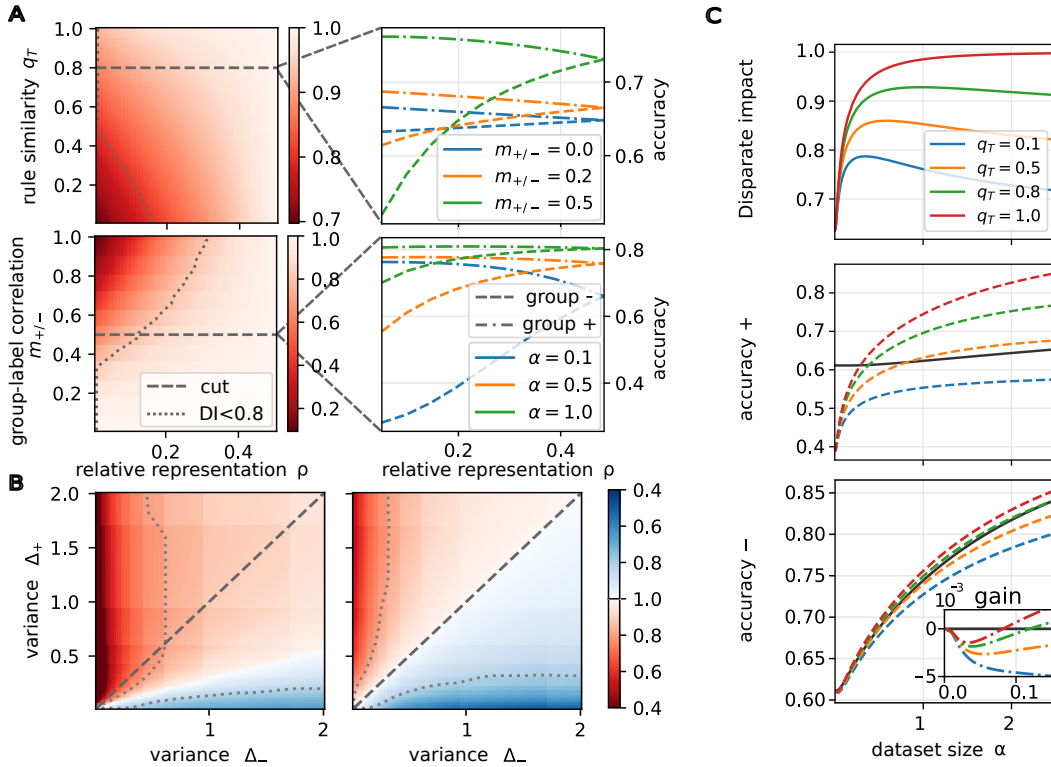 A
rule similarity q_T
1.0
0.8
0.6
0.4
0.2
1.0
0.9
0.8
0.7
m_{+/−} = 0.0
m_{+/−} = 0.2
m_{+/−} = 0.5
0.7
0.6
accuracy
group-label correlation
m_{+/−}
1.0
0.8
0.6
0.4
0.2
cut
DI<0.8
1.0
0.8
0.6
0.4
0.2
group -
group +
α = 0.1
α = 0.5
α = 1.0
0.8
0.6
0.4
accuracy
0.2 0.4
0.2 0.4
relative representation ρ
relative representation ρ
B
variance Δ₊
2.0
1.5
1.0
0.5
1 2
variance Δ₋
1 2
variance Δ₋
0.4
0.6
0.8
1.0
0.8
0.6
0.4
C
Disparate impact
1.0
0.9
0.8
0.7
q_T = 0.1
q_T = 0.5
q_T = 0.8
q_T = 1.0
accuracy +
0.8
0.7
0.6
0.5
0.4
1 2
accuracy −
0.85
0.80
0.75
0.70
0.65
0.60
10⁻³ gain
0
−5
0.0 0.1
1 2
dataset size α